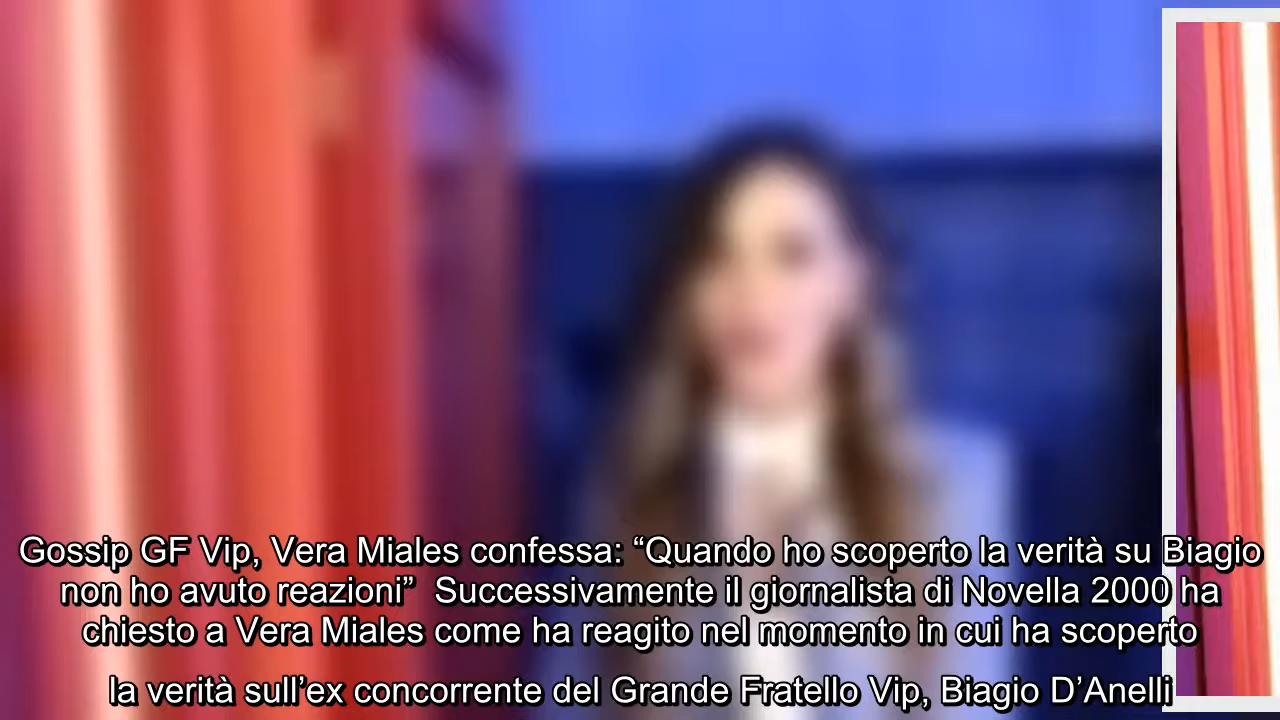 Gossip GF Vip, Vera Miales confessa: “Quando ho scoperto la verità su Biagio
non ho avuto reazioni”  Successivamente il giornalista di Novella 2000 ha
chiesto a Vera Miales come ha reagito nel momento in cui ha scoperto
la verità sull’ex concorrente del Grande Fratello Vip, Biagio D’Anelli